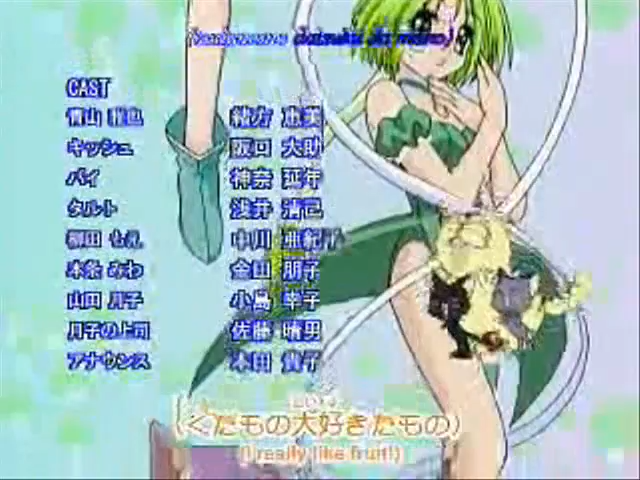 (kudamono daisuki da mono)
CAST
青山 雅也 緒方 恵美
キッシュ 阪口 大助
パイ 神奈 延年
タルト 浅井 清己
柳田 もえ 中川 亜紀子
本条 みわ 金田 朋子
山田 月子 小島 幸子
月子の上司 佐藤 晴男
アナウンス 本田 貴子
(くだもの大好きだもの)
(I really like fruit!)